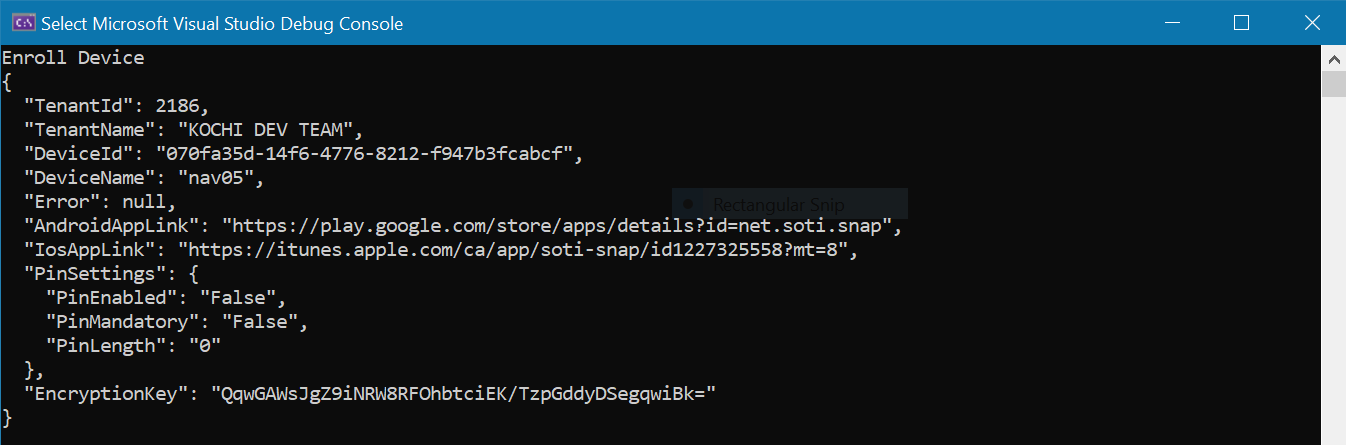 Select Microsoft Visual Studio Debug Console
Enroll Device
{
  "TenantId": 2186,
  "TenantName": "KOCHI DEV TEAM",
  "DeviceId": "070fa35d-14f6-4776-8212-f947b3fcabcf",
  "DeviceName": "nav05",
Rectangular Snip
  "Error": null,
  "AndroidAppLink": "https://play.google.com/store/apps/details?id=net.soti.snap",
  "IosAppLink": "https://itunes.apple.com/ca/app/soti-snap/id1227325558?mt=8",
  "PinSettings": {
    "PinEnabled": "False",
    "PinMandatory": "False",
    "PinLength": "0"
  },
  "EncryptionKey": "QqwGAWsJgZ9iNRW8RFOhbtciEK/TzpGddyDSegqwiBk="
}